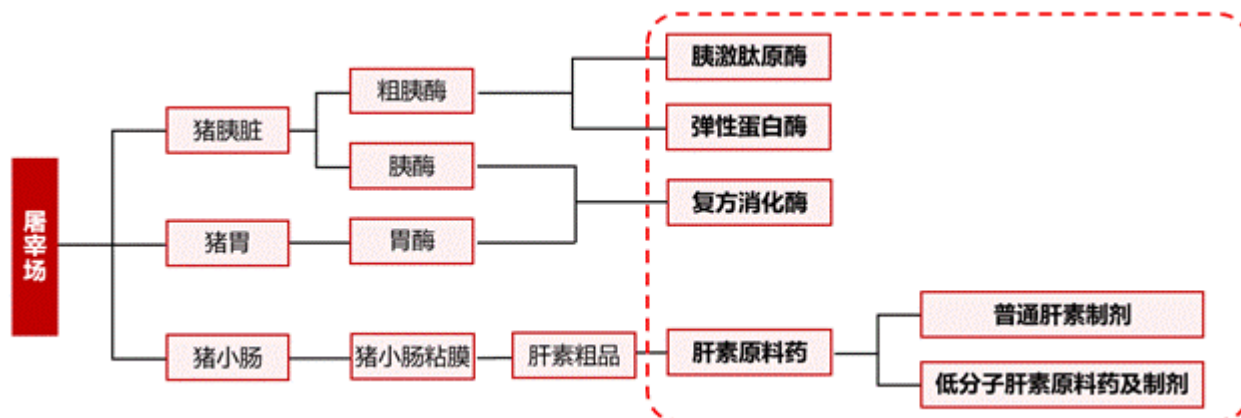 屠宰场
猪胰脏
粗胰酶
胰激肽原酶
弹性蛋白酶
胰酶
复方消化酶
猪胃
胃酶
猪小肠
猪小肠粘膜
肝素粗品
肝素原料药
普通肝素制剂
低分子肝素原料药及制剂